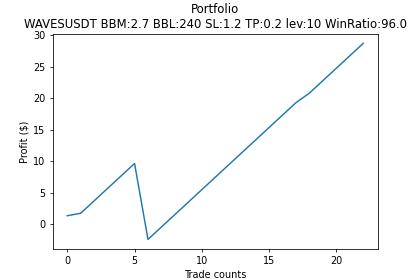 Portfolio
WAVESUSDT BBM:2.7 BBL:240 SL:1.2 TP:0.2 lev:10 WinRatio:96.0
30
25
20
15
10
5
0
Profit ($)
0 5 10 15 20
Trade counts